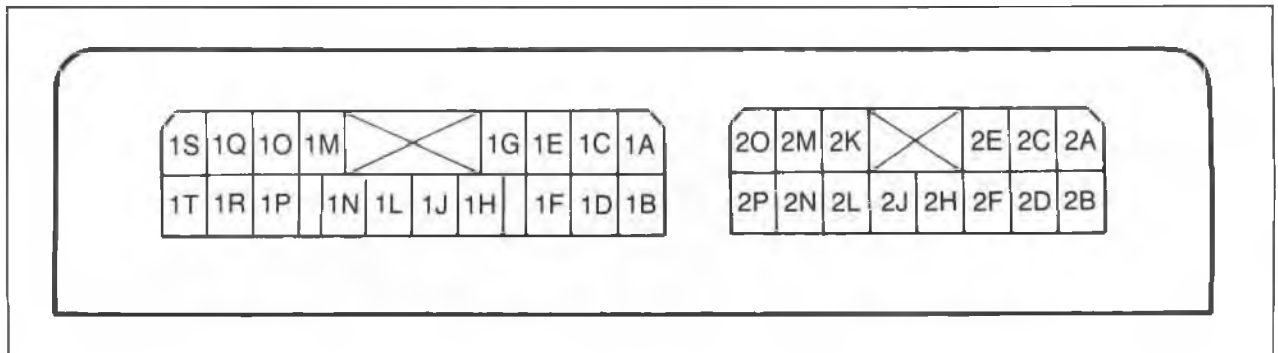 1S 1Q 1O 1M 1G 1E 1C 1A
1T 1R 1P 1N 1L 1J 1H 1F 1D 1B
2O 2M 2K 2E 2C 2A
2P 2N 2L 2J 2H 2F 2D 2B